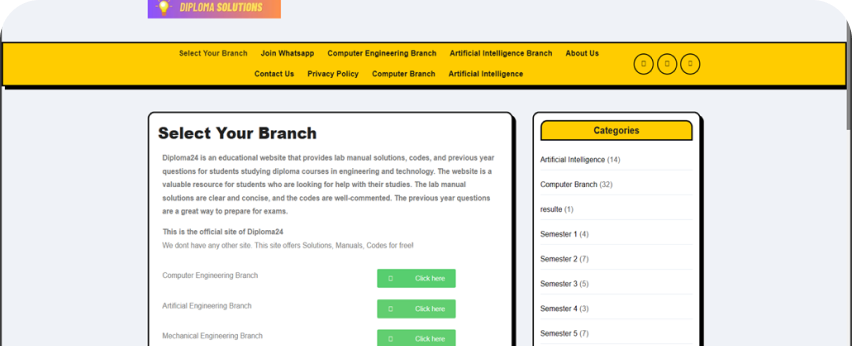 DIPLOMA SOLUTIONS
Select Your Branch Join Whatsapp Computer Engineering Branch Artificial Intelligence Branch About Us
Contact Us Privacy Policy Computer Branch Artificial Intelligence
Select Your Branch
Diploma24 is an educational website that provides lab manual solutions, codes, and previous year
questions for students studying diploma courses in engineering and technology. The website is a
valuable resource for students who are looking for help with their studies. The lab manual
solutions are clear and concise, and the codes are well-commented. The previous year questions
are a great way to prepare for exams.
This is the official site of Diploma24
We dont have any other site. This site offers Solutions, Manuals, Codes for free!
Computer Engineering Branch Click here
Artificial Engineering Branch Click here
Mechanical Engineering Branch Click here
Categories
Artificial Intelligence (14)
Computer Branch (32)
resulte (1)
Semester 1 (4)
Semester 2 (7)
Semester 3 (5)
Semester 4 (3)
Semester 5 (7)